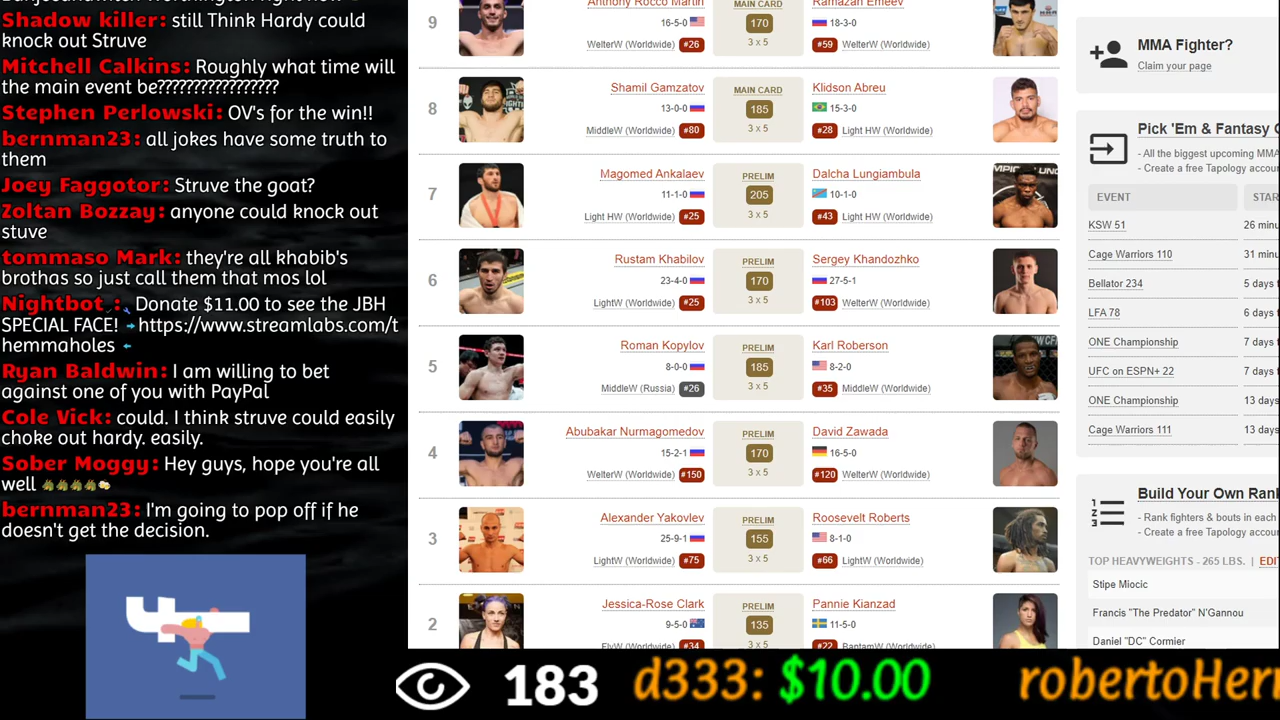 Shadow killer: still Think Hardy could
knock out Struve
Mitchell Calkins: Roughly what time will
the main event be?????????????????
Stephen Perlowski: OV's for the win!!
bernman23: all jokes have some truth to
them
Joey Faggotor: Struve the goat?
Zoltan Bozzay: anyone could knock out
stuve
tommaso Mark: they're all khabib's
brothas so just call them that mos lol
Nightbot : Donate $11.00 to see the JBH
SPECIAL FACE! https://www.streamlabs.com/t
hemmaholes
Ryan Baldwin: I am willing to bet
against one of you with PayPal
Cole Vick: could. I think struve could easily
choke out hardy. easily.
Sober Moggy: Hey guys, hope you're all
well
bernman23: I'm going to pop off if he
doesn't get the decision.
9
Anthony Rocco Martin
16-5-0
WelterW (Worldwide) #26
MAIN CARD
170
3 x 5
Ramazan Emeev
18-3-0
#59 WelterW (Worldwide)
8
Shamil Gamzatov
13-0-0
MiddleW (Worldwide) #80
MAIN CARD
185
3 x 5
Klidson Abreu
15-3-0
#28 Light HW (Worldwide)
7
Magomed Ankalaev
11-1-0
Light HW (Worldwide) #25
PRELIM
205
3 x 5
Dalcha Lungiambula
10-1-0
#43 Light HW (Worldwide)
6
Rustam Khabilov
23-4-0
LightW (Worldwide) #25
PRELIM
170
3 x 5
Sergey Khandozhko
27-5-1
#103 WelterW (Worldwide)
5
Roman Kopylov
8-0-0
MiddleW (Russia) #26
PRELIM
185
3 x 5
Karl Roberson
8-2-0
#35 MiddleW (Worldwide)
4
Abubakar Nurmagomedov
15-2-1
WelterW (Worldwide) #150
PRELIM
170
3 x 5
David Zawada
16-5-0
#120 WelterW (Worldwide)
3
Alexander Yakovlev
25-9-1
LightW (Worldwide) #75
PRELIM
155
3 x 5
Roosevelt Roberts
8-1-0
#66 LightW (Worldwide)
2
Jessica-Rose Clark
9-5-0
FlyW (Worldwide) #34
PRELIM
135
3 x 5
Pannie Kianzad
11-5-0
#22 BantamW (Worldwide)
MMA Fighter?
Claim your page
Pick 'Em & Fantasy
- All the biggest upcoming MMA
- Create a free Tapology accou
EVENT STAR
KSW 51 26 minu
Cage Warriors 110 31 minu
Bellator 234 5 days
LFA 78 6 days
ONE Championship 7 days
UFC on ESPN+ 22 7 days
ONE Championship 13 days
Cage Warriors 111 13 days
Build Your Own Rank
- Rank fighters & bouts in each
- Create a free Tapology accou
TOP HEAVYWEIGHTS - 265 LBS. EDI
Stipe Miocic
Francis "The Predator" N'Gannou
Daniel "DC" Cormier
183
d333: $10.00
robertoHer